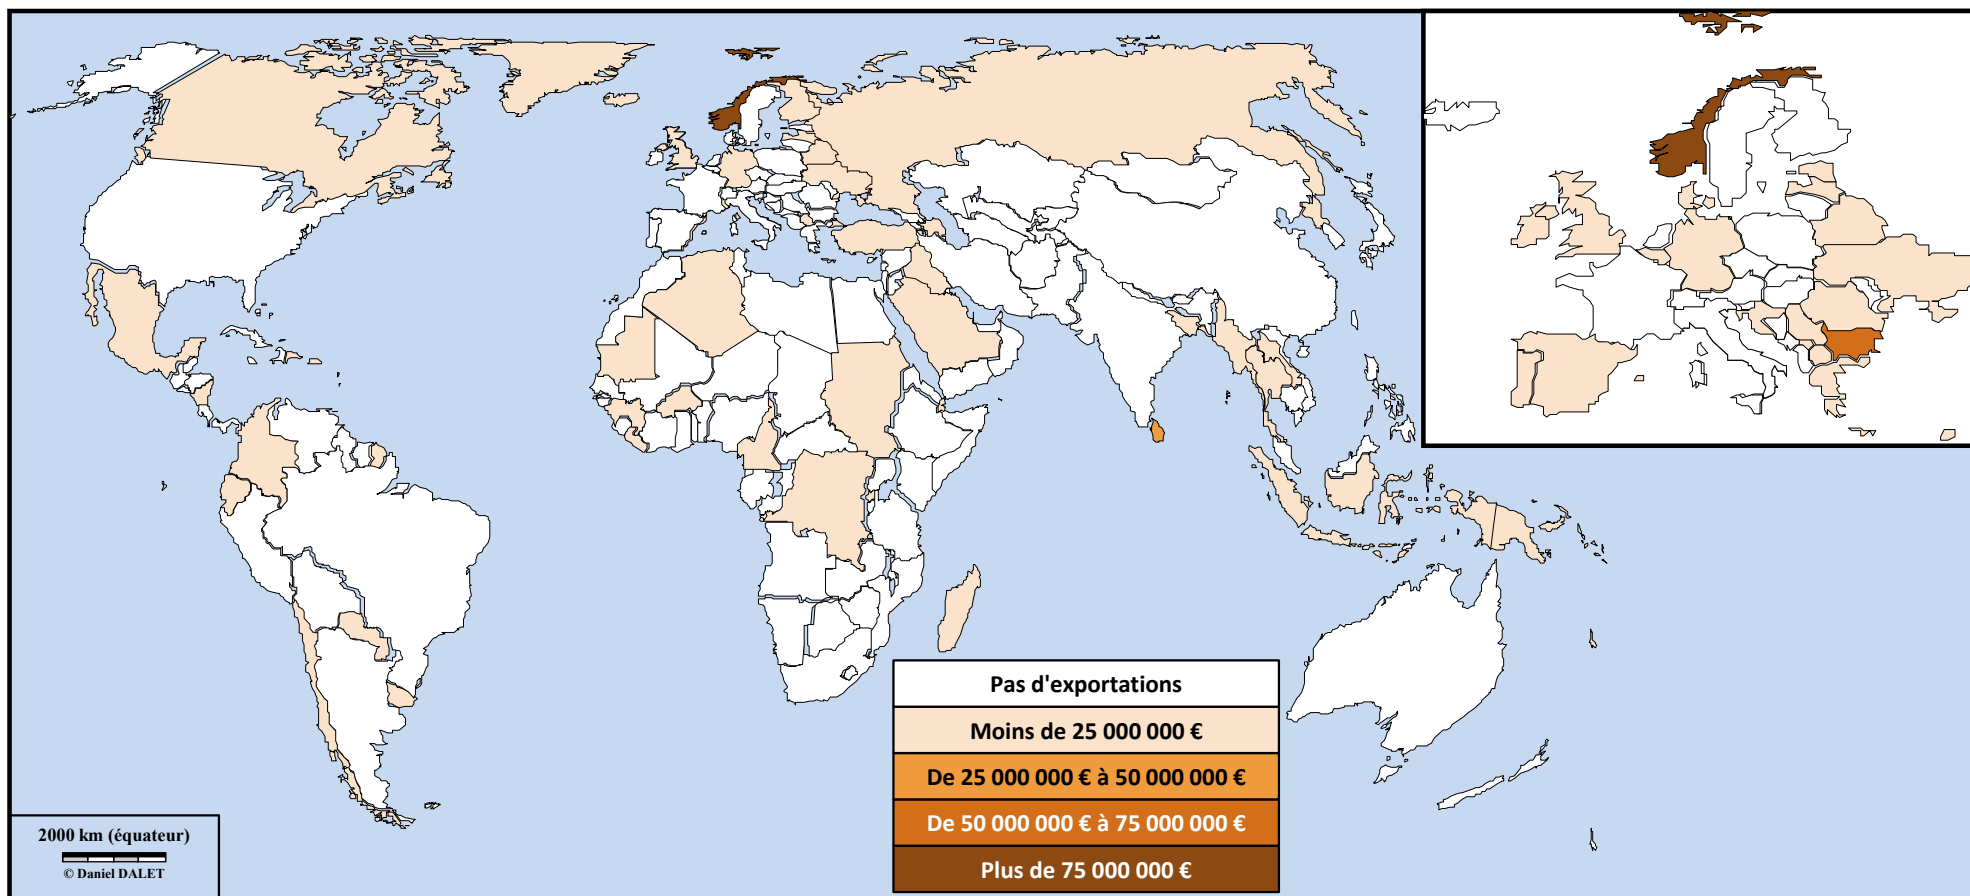 Pas d'exportations
Moins de 25 000 000 €
De 25 000 000 € à 50 000 000 €
De 50 000 000 € à 75 000 000 €
Plus de 75 000 000 €
2000 km (équateur)
© Daniel DALET